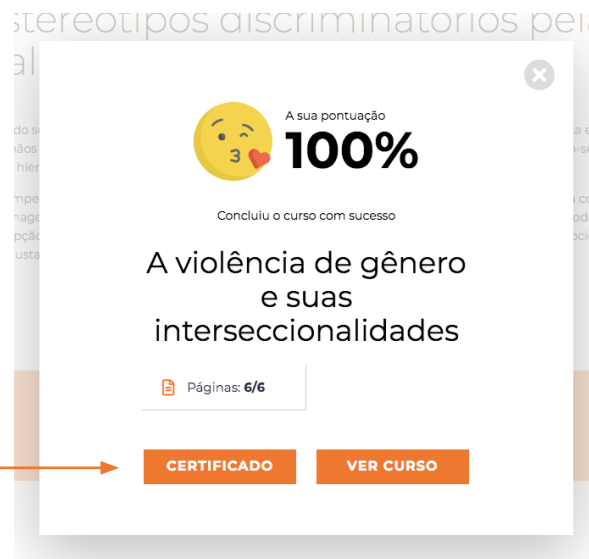 stereótipos discriminatórios pela
A sua pontuação
100%
Concluiu o curso com sucesso
A violência de gênero
e suas
interseccionalidades
Páginas: 6/6
CERTIFICADO
VER CURSO